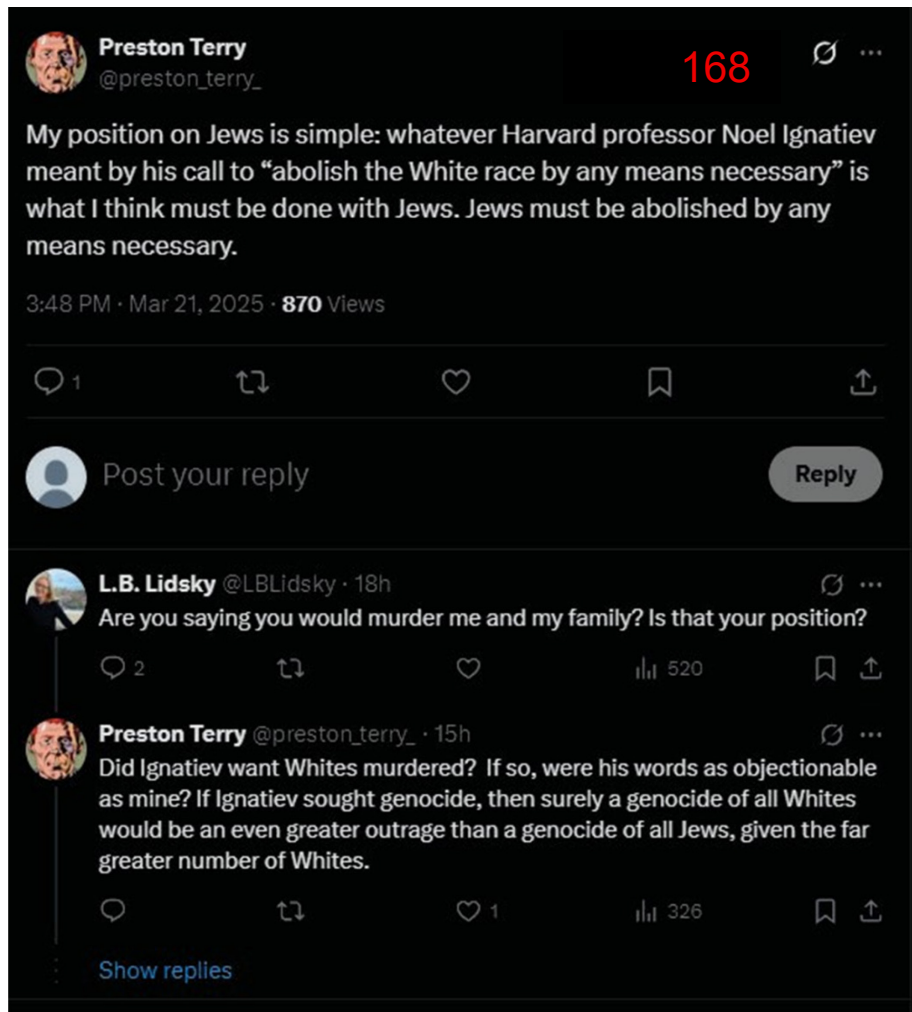 Preston Terry
@preston_terry_
168
My position on Jews is simple: whatever Harvard professor Noel Ignatiev
meant by his call to “abolish the White race by any means necessary” is
what I think must be done with Jews. Jews must be abolished by any
means necessary.
3:48 PM · Mar 21, 2025 · 870 Views
1
Post your reply
Reply
L.B. Lidsky @LBLidsky · 18h
Are you saying you would murder me and my family? Is that your position?
2 520
Preston Terry @preston_terry_ · 15h
Did Ignatiev want Whites murdered? If so, were his words as objectionable
as mine? If Ignatiev sought genocide, then surely a genocide of all Whites
would be an even greater outrage than a genocide of all Jews, given the far
greater number of Whites.
1 326
Show replies